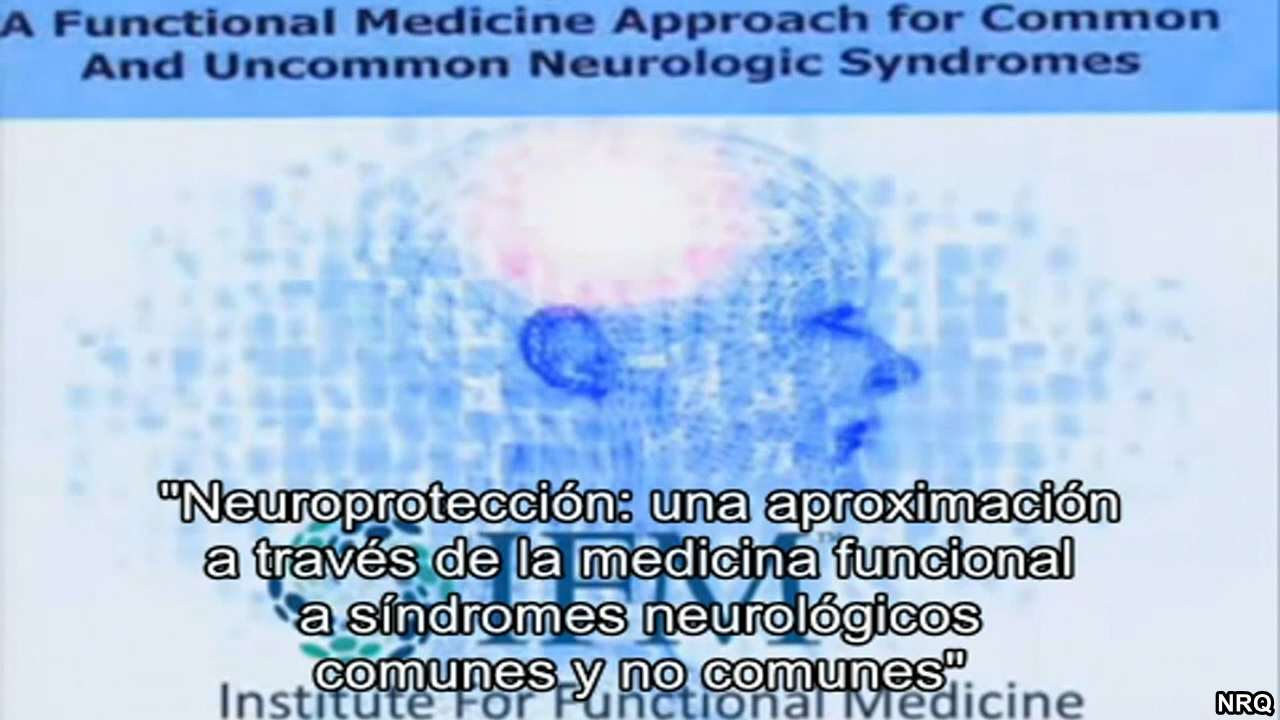 A Functional Medicine Approach for Common
And Uncommon Neurologic Syndromes
"Neuroprotección: una aproximación
a través de la medicina funcional
a síndromes neurológicos
comunes y no comunes"
IFM™
Institute For Functional Medicine
NRQ